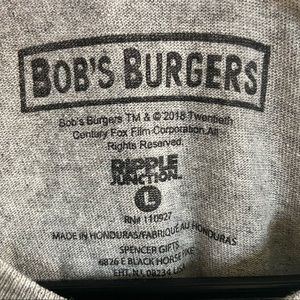 BOB'S BURGERS
Bob's Burgers TM & © 2018 Twentieth
Century Fox Film Corporation.All
Rights Reserved.
RIPPLE
JUNCTION
L
RN# 110927
MADE IN HONDURAS/FABRIQUÉ AU HONDURAS
SPENCER GIFTS
6826 E BLACK HORSE PIKE
EHT. NJ 08234 USA